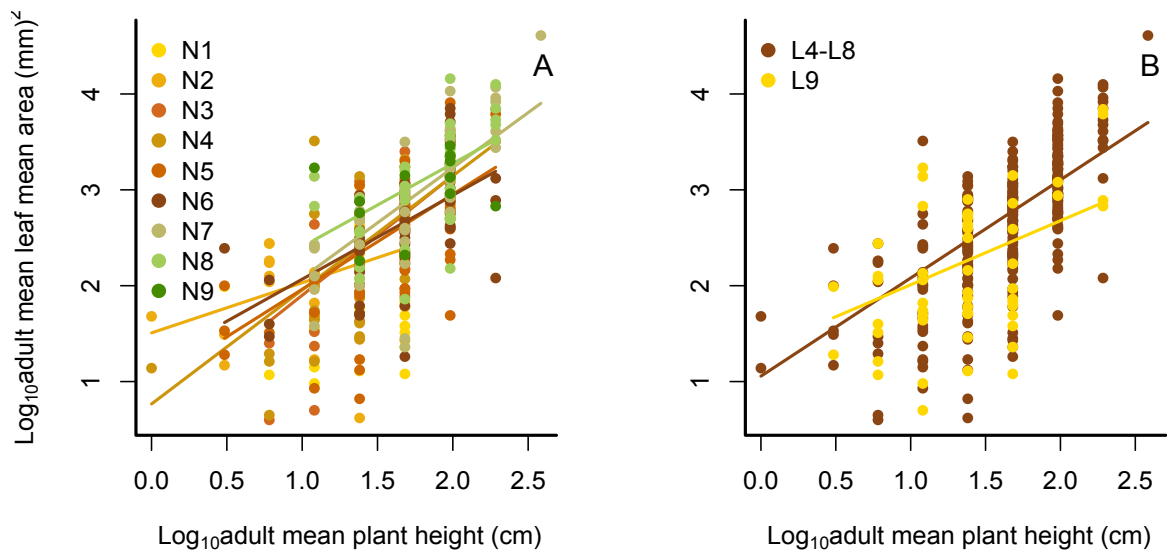 Log₁₀adult mean leaf mean area (mm)²
N1
N2
N3
N4
N5
N6
N7
N8
N9
A
4
3
2
1
0.0 0.5 1.0 1.5 2.0 2.5
Log₁₀adult mean plant height (cm)
L4-L8
L9
B
4
3
2
1
0.0 0.5 1.0 1.5 2.0 2.5
Log₁₀adult mean plant height (cm)